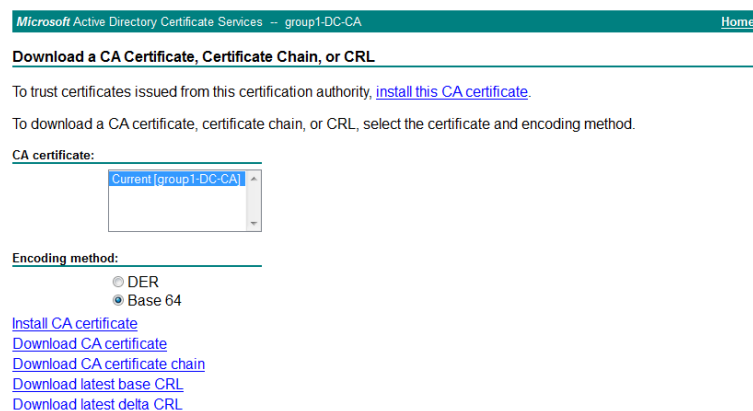 Microsoft Active Directory Certificate Services -- group1-DC-CA Home
Download a CA Certificate, Certificate Chain, or CRL
To trust certificates issued from this certification authority, install this CA certificate.
To download a CA certificate, certificate chain, or CRL, select the certificate and encoding method.
CA certificate:
Current [group1-DC-CA]
Encoding method:
DER
Base 64
Install CA certificate
Download CA certificate
Download CA certificate chain
Download latest base CRL
Download latest delta CRL